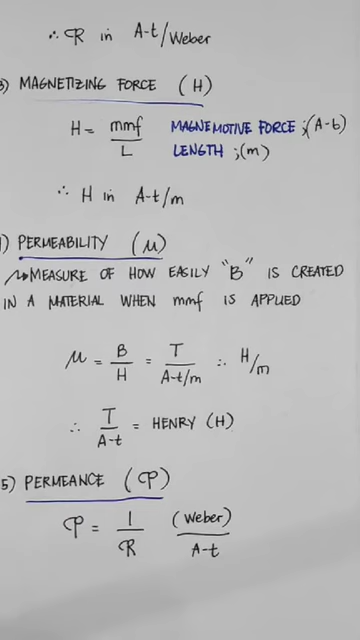 ∴ ℛ in A-t/Weber
3) MAGNETIZING FORCE (H)
H = mmf/L MAGNEMOTIVE FORCE ;(A-b)
LENGTH ;(m)
∴ H in A-t/m
) PERMEABILITY (μ)
↳ MEASURE OF HOW EASILY "B" IS CREATED
IN A MATERIAL WHEN mmf IS APPLIED
μ = B/H = T/A-t/m ∴ H/m
∴ T/A-t = HENRY (H)
5) PERMEANCE (𝒫)
𝒫 = 1/ℛ (Weber)/A-t